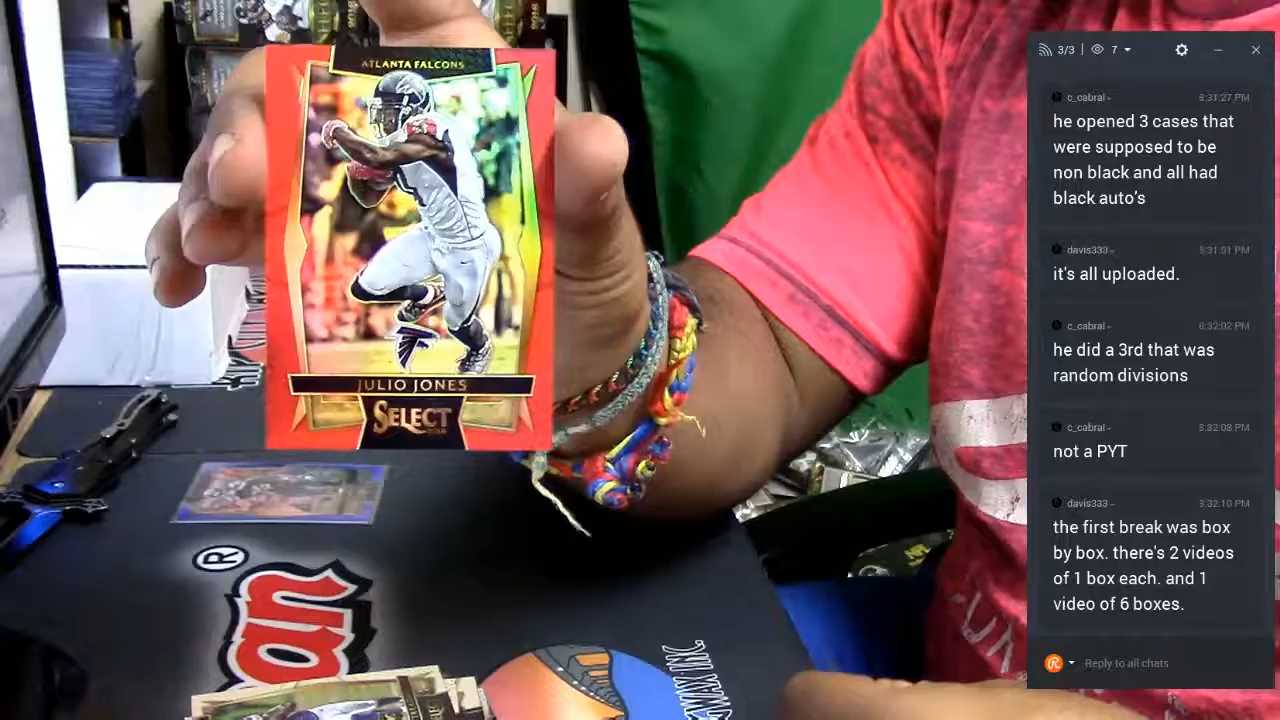 ATLANTA FALCONS
JULIO JONES
SELECT
®
an
WAX INC
3/3
7
c_cabral
6:31:27 PM
he opened 3 cases that
were supposed to be
non black and all had
black auto's
davis333
6:31:51 PM
it's all uploaded.
c_cabral
6:32:02 PM
he did a 3rd that was
random divisions
c_cabral
6:32:08 PM
not a PYT
davis333
6:32:10 PM
the first break was box
by box. there's 2 videos
of 1 box each. and 1
video of 6 boxes.
Reply to all chats